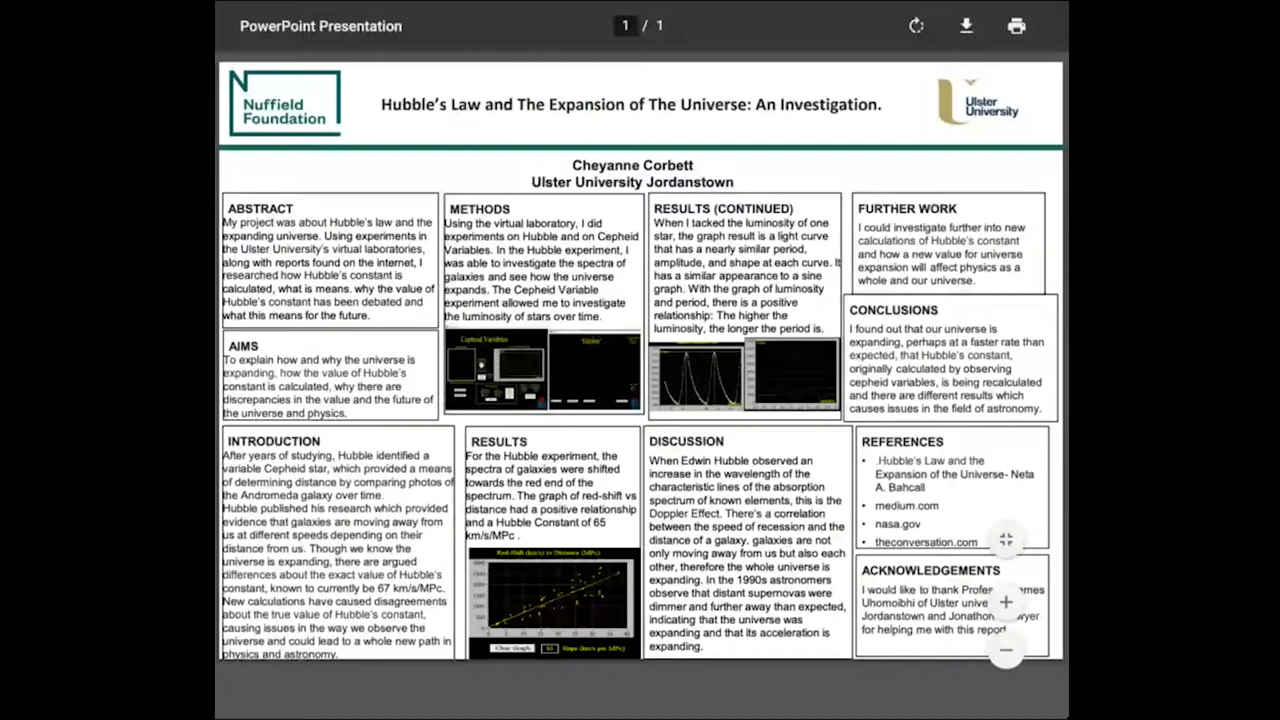 PowerPoint Presentation
1 / 1
Nuffield
Foundation
Hubble's Law and The Expansion of The Universe: An Investigation.
Ulster
University
Cheyanne Corbett
Ulster University Jordanstown
ABSTRACT
My project was about Hubble's law and the
expanding universe. Using experiments in
the Ulster University's virtual laboratories,
along with reports found on the internet, I
researched how Hubble's constant is
calculated, what is means. why the value of
Hubble's constant has been debated and
what this means for the future.
AIMS
To explain how and why the universe is
expanding, how the value of Hubble's
constant is calculated, why there are
discrepancies in the value and the future of
the universe and physics.
INTRODUCTION
After years of studying, Hubble identified a
variable Cepheid star, which provided a means
of determining distance by comparing photos of
the Andromeda galaxy over time.
Hubble published his research which provided
evidence that galaxies are moving away from
us at different speeds depending on their
distance from us. Though we know the
universe is expanding, there are argued
differences about the exact value of Hubble's
constant, known to currently be 67 km/s/MPc.
New calculations have caused disagreements
about the true value of Hubble's constant,
causing issues in the way we observe the
universe and could lead to a whole new path in
physics and astronomy.
METHODS
Using the virtual laboratory, I did
experiments on Hubble and on Cepheid
Variables. In the Hubble experiment, I
was able to investigate the spectra of
galaxies and see how the universe
expands. The Cepheid Variable
experiment allowed me to investigate
the luminosity of stars over time.
Cepheid Variables
RESULTS
For the Hubble experiment, the
spectra of galaxies were shifted
towards the red end of the
spectrum. The graph of red-shift vs
distance had a positive relationship
and a Hubble Constant of 65
km/s/MPc .
Red-Shift (km/s) to Distance (MPc)
Clear Graph 65 Slope (km/s per MPc)
RESULTS (CONTINUED)
When I tacked the luminosity of one
star, the graph result is a light curve
that has a nearly similar period,
amplitude, and shape at each curve. It
has a similar appearance to a sine
graph. With the graph of luminosity
and period, there is a positive
relationship: The higher the
luminosity, the longer the period is.
DISCUSSION
When Edwin Hubble observed an
increase in the wavelength of the
characteristic lines of the absorption
spectrum of known elements, this is the
Doppler Effect. There's a correlation
between the speed of recession and the
distance of a galaxy. galaxies are not
only moving away from us but also each
other, therefore the whole universe is
expanding. In the 1990s astronomers
observe that distant supernovas were
dimmer and further away than expected,
indicating that the universe was
expanding and that its acceleration is
expanding.
FURTHER WORK
I could investigate further into new
calculations of Hubble's constant
and how a new value for universe
expansion will affect physics as a
whole and our universe.
CONCLUSIONS
I found out that our universe is
expanding, perhaps at a faster rate than
expected, that Hubble's constant,
originally calculated by observing
cepheid variables, is being recalculated
and there are different results which
causes issues in the field of astronomy.
REFERENCES
• .Hubble's Law and the
Expansion of the Universe- Neta
A. Bahcall
• medium.com
• nasa.gov
• theconversation.com
ACKNOWLEDGEMENTS
I would like to thank
Uhomoibhi of Ulster
Jordanstown and
for helping me with this report.